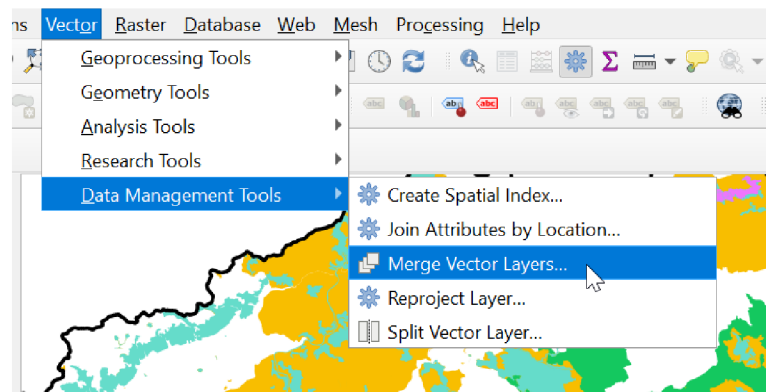 ns Vector Raster Database Web Mesh Processing Help
Geoprocessing Tools
Geometry Tools
Analysis Tools
Research Tools
Data Management Tools
Create Spatial Index...
Join Attributes by Location...
Merge Vector Layers...
Reproject Layer...
Split Vector Layer...